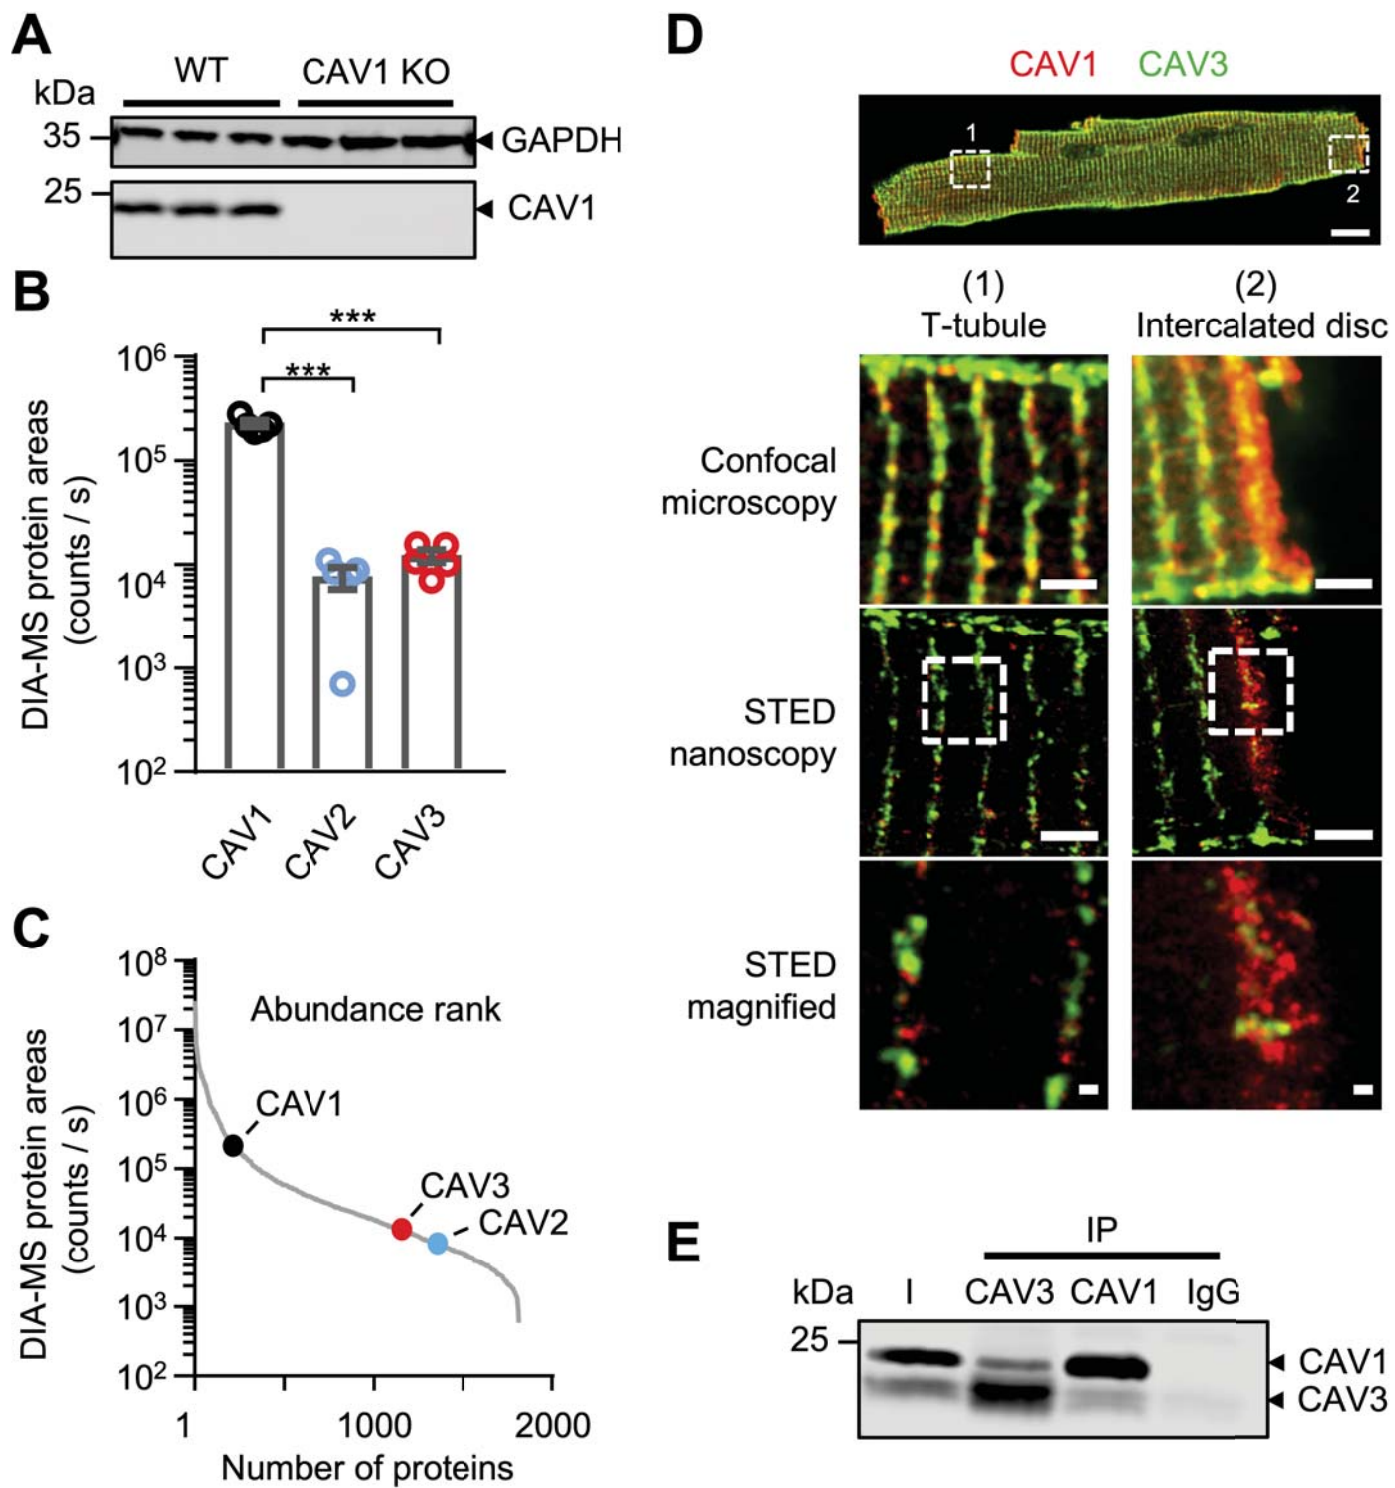 A
WT CAV1 KO
kDa
35 GAPDH
25 CAV1
B
DIA-MS protein areas
(counts / s)
***
***
10⁶
10⁵
10⁴
10³
10²
CAV1 CAV2 CAV3
C
DIA-MS protein areas
(counts / s)
10⁸
10⁷
10⁶
10⁵
10⁴
10³
10²
Abundance rank
CAV1
CAV3
CAV2
1 1000 2000
Number of proteins
D
CAV1 CAV3
1
2
(1) (2)
T-tubule Intercalated disc
Confocal
microscopy
STED
nanoscopy
STED
magnified
E
IP
kDa I CAV3 CAV1 IgG
25
CAV1
CAV3